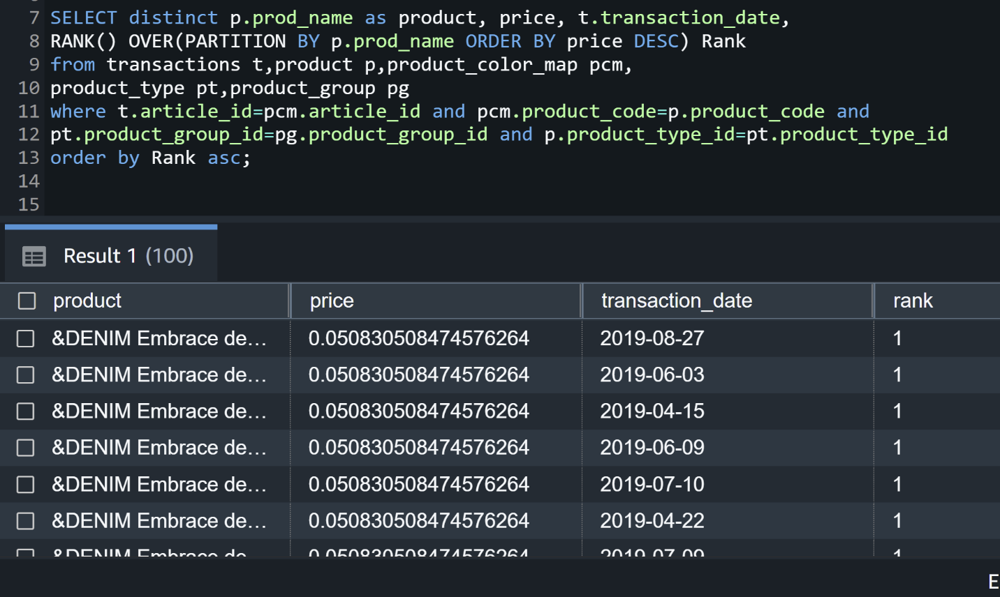 7 SELECT distinct p.prod_name as product, price, t.transaction_date,
8 RANK() OVER(PARTITION BY p.prod_name ORDER BY price DESC) Rank
9 from transactions t,product p,product_color_map pcm,
10 product_type pt,product_group pg
11 where t.article_id=pcm.article_id and pcm.product_code=p.product_code and
12 pt.product_group_id=pg.product_group_id and p.product_type_id=pt.product_type_id
13 order by Rank asc;
14
15
Result 1 (100)
product price transaction_date rank
&DENIM Embrace de... 0.050830508474576264 2019-08-27 1
&DENIM Embrace de... 0.050830508474576264 2019-06-03 1
&DENIM Embrace de... 0.050830508474576264 2019-04-15 1
&DENIM Embrace de... 0.050830508474576264 2019-06-09 1
&DENIM Embrace de... 0.050830508474576264 2019-07-10 1
&DENIM Embrace de... 0.050830508474576264 2019-04-22 1
&DENIM Embrace de... 0.050830508474576264 2019-07-09 1
E